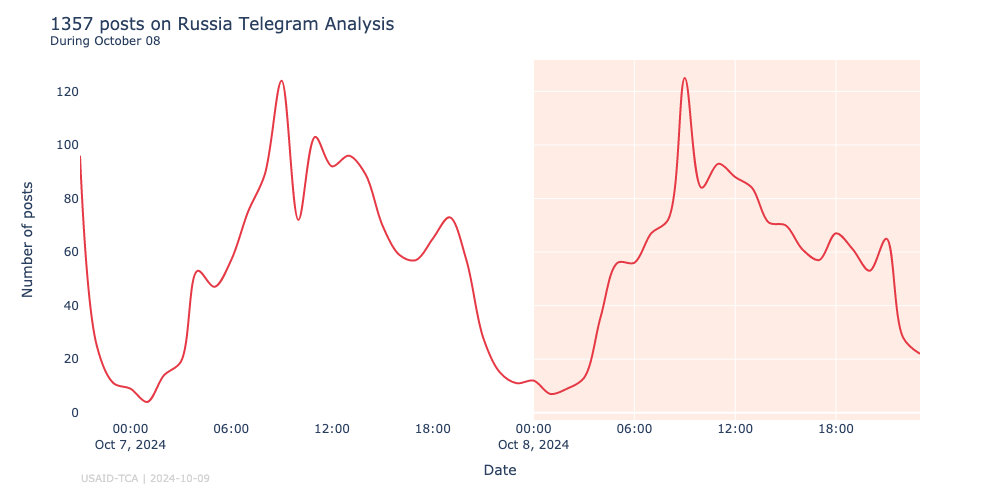 1357 posts on Russia Telegram Analysis
During October 08
Number of posts
120
100
80
60
40
20
0
00:00
Oct 7, 2024
06:00
12:00
18:00
00:00
Oct 8, 2024
06:00
12:00
18:00
Date
USAID-TCA | 2024-10-09